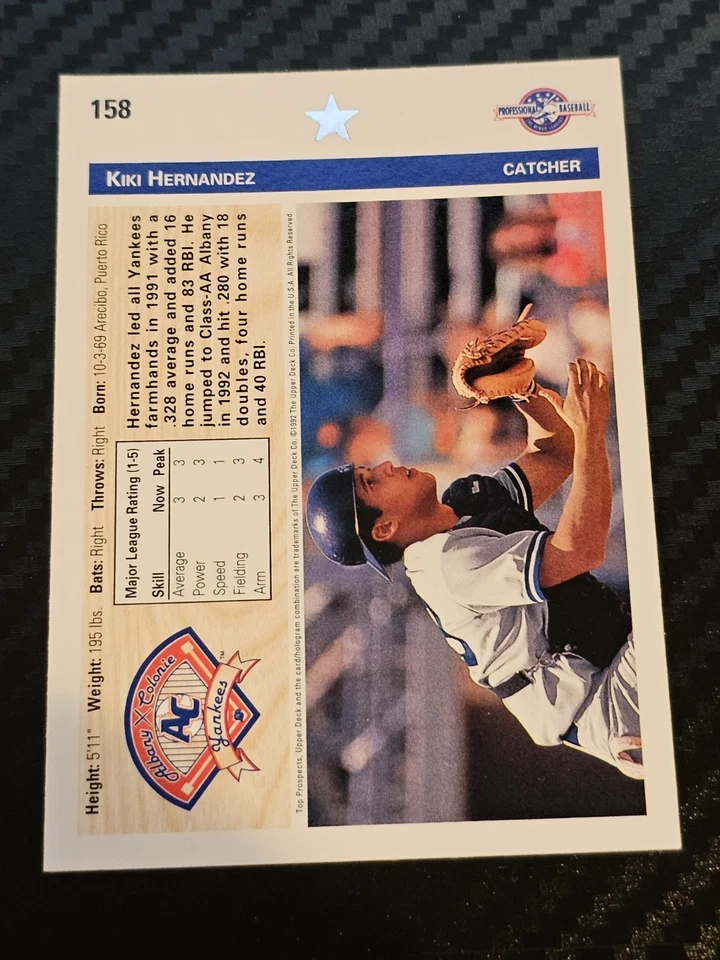 158
PROFESSIONAL BASEBALL
THE MINOR LEAGUES
KIKI HERNANDEZ
CATCHER
Height: 5'11" Weight: 195 lbs. Bats: Right Throws: Right Born: 10-3-69 Arecibo, Puerto Rico
Albany X Colonie
AC
Yankees
TM
Major League Rating (1-5)
Skill Now Peak
Average 3 3
Power 2 3
Speed 1 1
Fielding 2 3
Arm 3 4
Hernandez led all Yankees
farmhands in 1991 with a
.328 average and added 16
home runs and 83 RBI. He
jumped to Class-AA Albany
in 1992 and hit .280 with 18
doubles, four home runs
and 40 RBI.
Top Prospects, Upper Deck and the card/hologram combination are trademarks of The Upper Deck Co. ©1992 The Upper Deck Co. Printed in the U.S.A. All Rights Reserved.